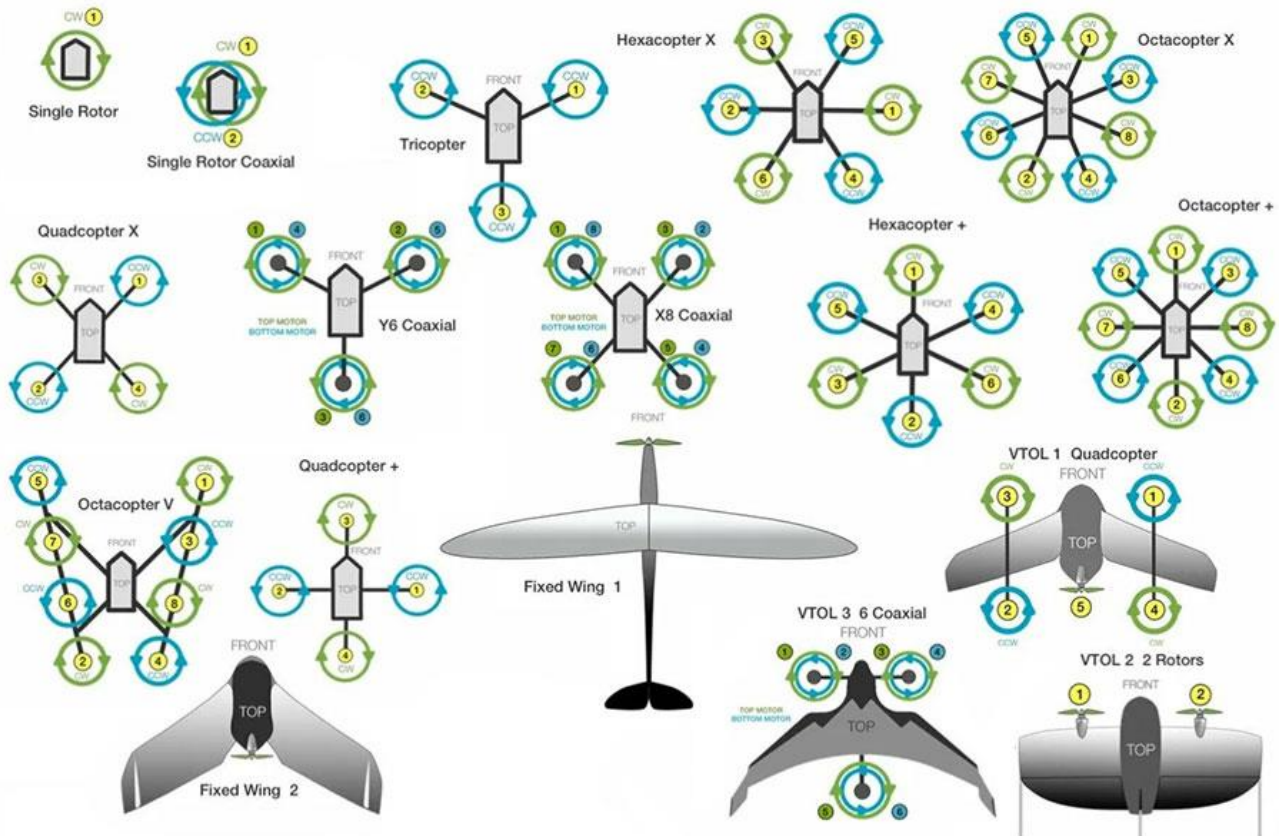 CW 1
Single Rotor
CW 1
CCW 2
Single Rotor Coaxial
FRONT
CCW 2
CCW 1
TOP
Tricopter
3
CCW
Hexacopter X
CW 3
CCW 5
FRONT
CCW 2
TOP
CW 1
6 CW
4 CCW
Octacopter X
CCW 5
CW 1
FRONT
CW 7
CCW 3
TOP
CCW 6
CW 8
2 CW
4 CCW
Quadcopter X
CW 3
CCW 1
FRONT
TOP
2 CCW
4 CW
1 4
2 5
FRONT
TOP
TOP MOTOR
BOTTOM MOTOR
Y6 Coaxial
3 6
1 8
3 2
FRONT
TOP
TOP MOTOR
BOTTOM MOTOR
X8 Coaxial
7 6
5 4
Hexacopter +
CW 1
FRONT
CCW 5
CCW 4
TOP
CW 3
CW 6
2
CCW
Octacopter +
CW 1
CCW 5
CCW 3
FRONT
CW 7
TOP
CW 8
CCW 6
CCW 4
2
CW
CCW 5
CW 1
Octacopter V
CW 7
FRONT
3 CCW
TOP
CCW 6
8 CW
2 CW
4 CCW
Quadcopter +
CW 3
FRONT
CCW 2
TOP
CCW 1
4
CW
FRONT
TOP
Fixed Wing 1
FRONT
TOP
Fixed Wing 2
VTOL 1 Quadcopter
CW
FRONT
CCW
3
1
TOP
2
5
4
CCW
CW
VTOL 3 6 Coaxial
FRONT
1 2 3 4
TOP MOTOR
BOTTOM MOTOR
TOP
5 6
VTOL 2 2 Rotors
FRONT
1 2
TOP